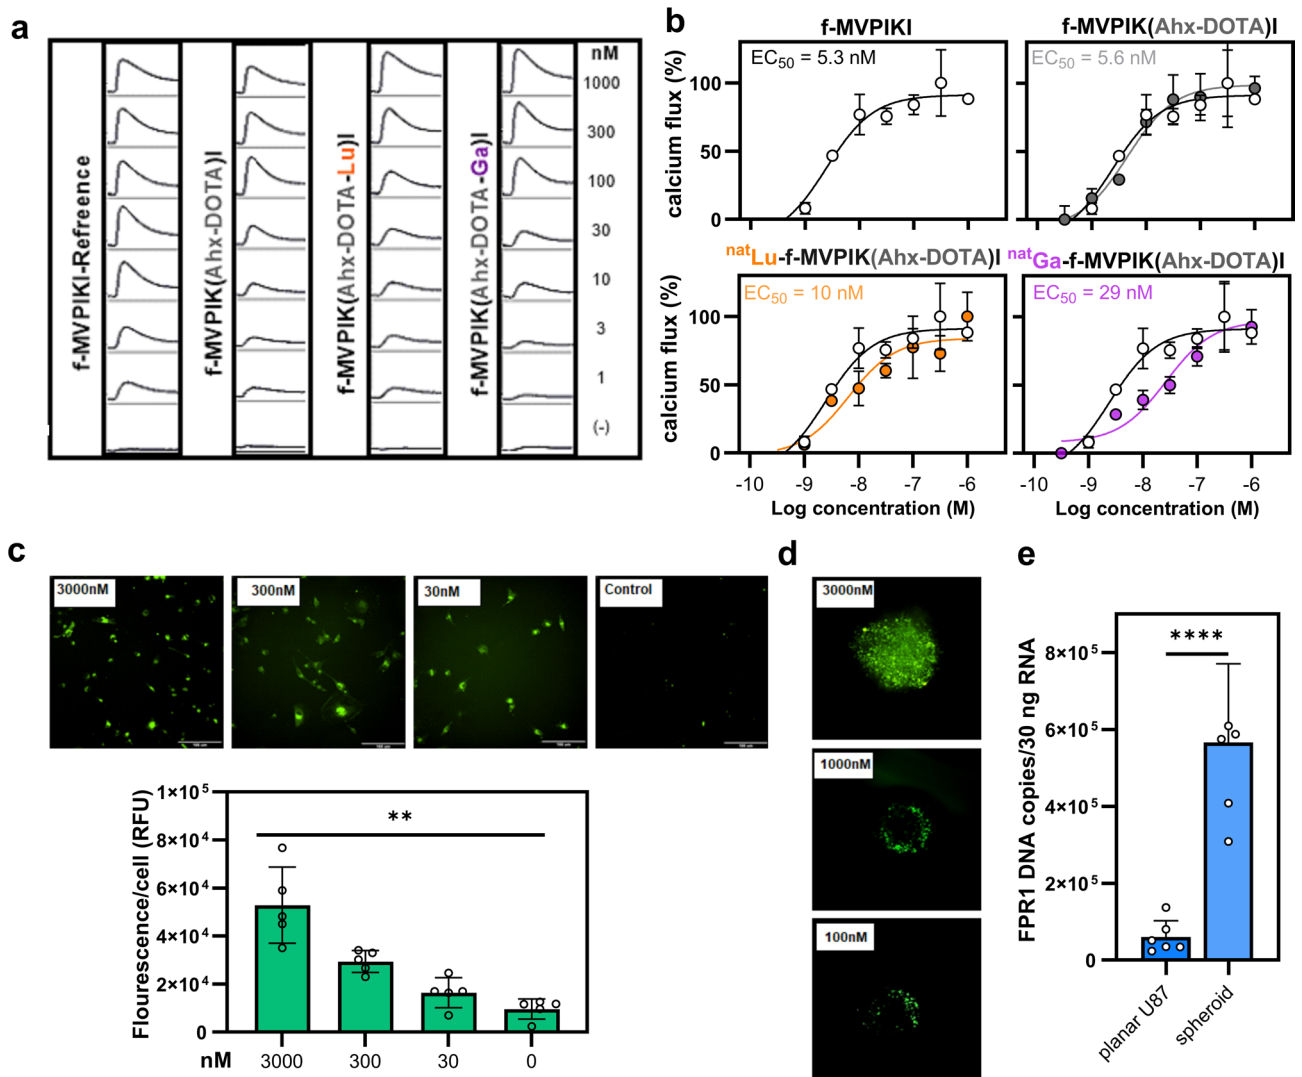 a
f-MVPIKI-Refreence
f-MVPIK(Ahx-DOTA)I
f-MVPIK(Ahx-DOTA-Lu)I
f-MVPIK(Ahx-DOTA-Ga)I
nM
1000
300
100
30
10
3
1
(-)
b
f-MVPIKI
EC50 = 5.3 nM
calcium flux (%)
100
50
0
f-MVPIK(Ahx-DOTA)I
EC50 = 5.6 nM
natLu-f-MVPIK(Ahx-DOTA)I
EC50 = 10 nM
calcium flux (%)
100
50
0
-10 -9 -8 -7 -6
Log concentration (M)
natGa-f-MVPIK(Ahx-DOTA)I
EC50 = 29 nM
-10 -9 -8 -7 -6
Log concentration (M)
c
3000nM
300nM
30nM
Control
Flourescence/cell (RFU)
1×10^5
8×10^4
6×10^4
4×10^4
2×10^4
0
**
nM 3000 300 30 0
d
3000nM
1000nM
100nM
e
FPR1 DNA copies/30 ng RNA
8×10^5
6×10^5
4×10^5
2×10^5
0
****
planar U87
spheroid